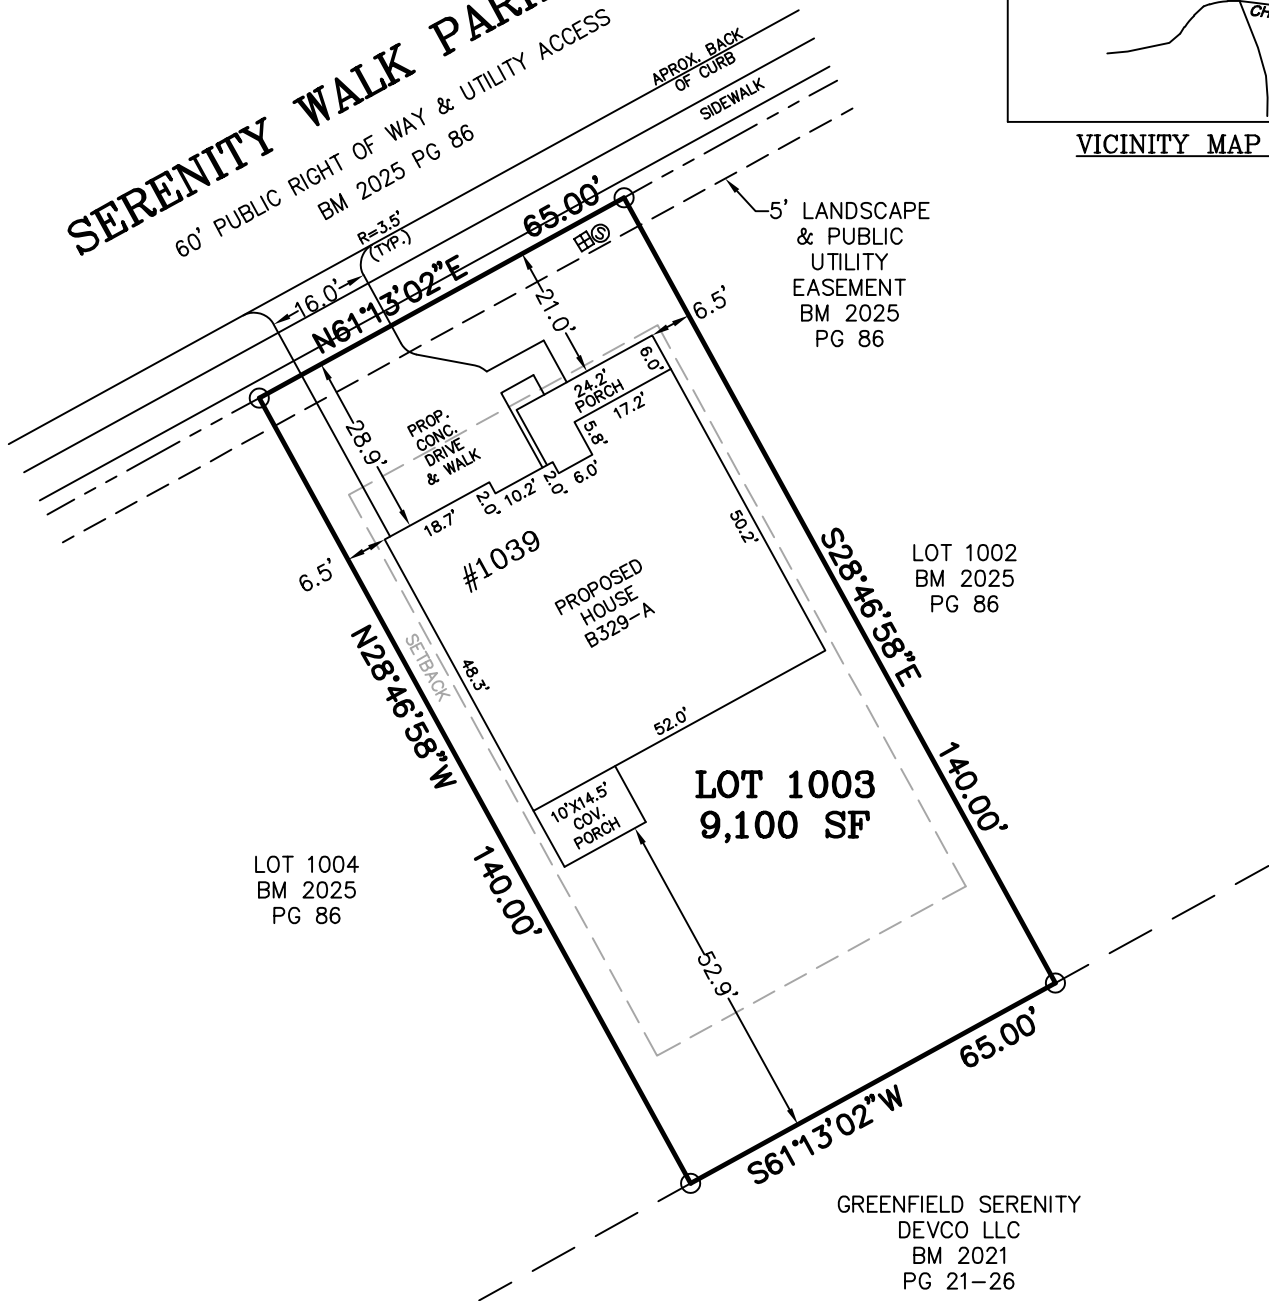 SERENITY WALK
60' PUBLIC RIGHT OF WAY & UTILITY ACCESS
BM 2025 PG 86
APROX. BACK
OF CURB
SIDEWALK
VICINITY MAP
R=3.5'
(TYP.)
16.0'
N61°13'02"E
65.00'
5' LANDSCAPE
& PUBLIC
UTILITY
EASEMENT
BM 2025
PG 86
21.0'
6.5'
28.9'
PROP.
CONC.
DRIVE
& WALK
24.2'
PORCH
6.0'
17.2'
5.8'
6.0'
2.0'
10.2'
2.0'
18.7'
6.5'
#1039
PROPOSED
HOUSE
B329-A
50.2'
48.3'
52.0'
SETBACK
S28°46'58"E
140.00'
LOT 1002
BM 2025
PG 86
N28°46'58"W
140.00'
LOT 1003
9,100 SF
10'X14.5'
COV.
PORCH
LOT 1004
BM 2025
PG 86
52.9'
S61°13'02"W
65.00'
GREENFIELD SERENITY
DEVCO LLC
BM 2021
PG 21-26